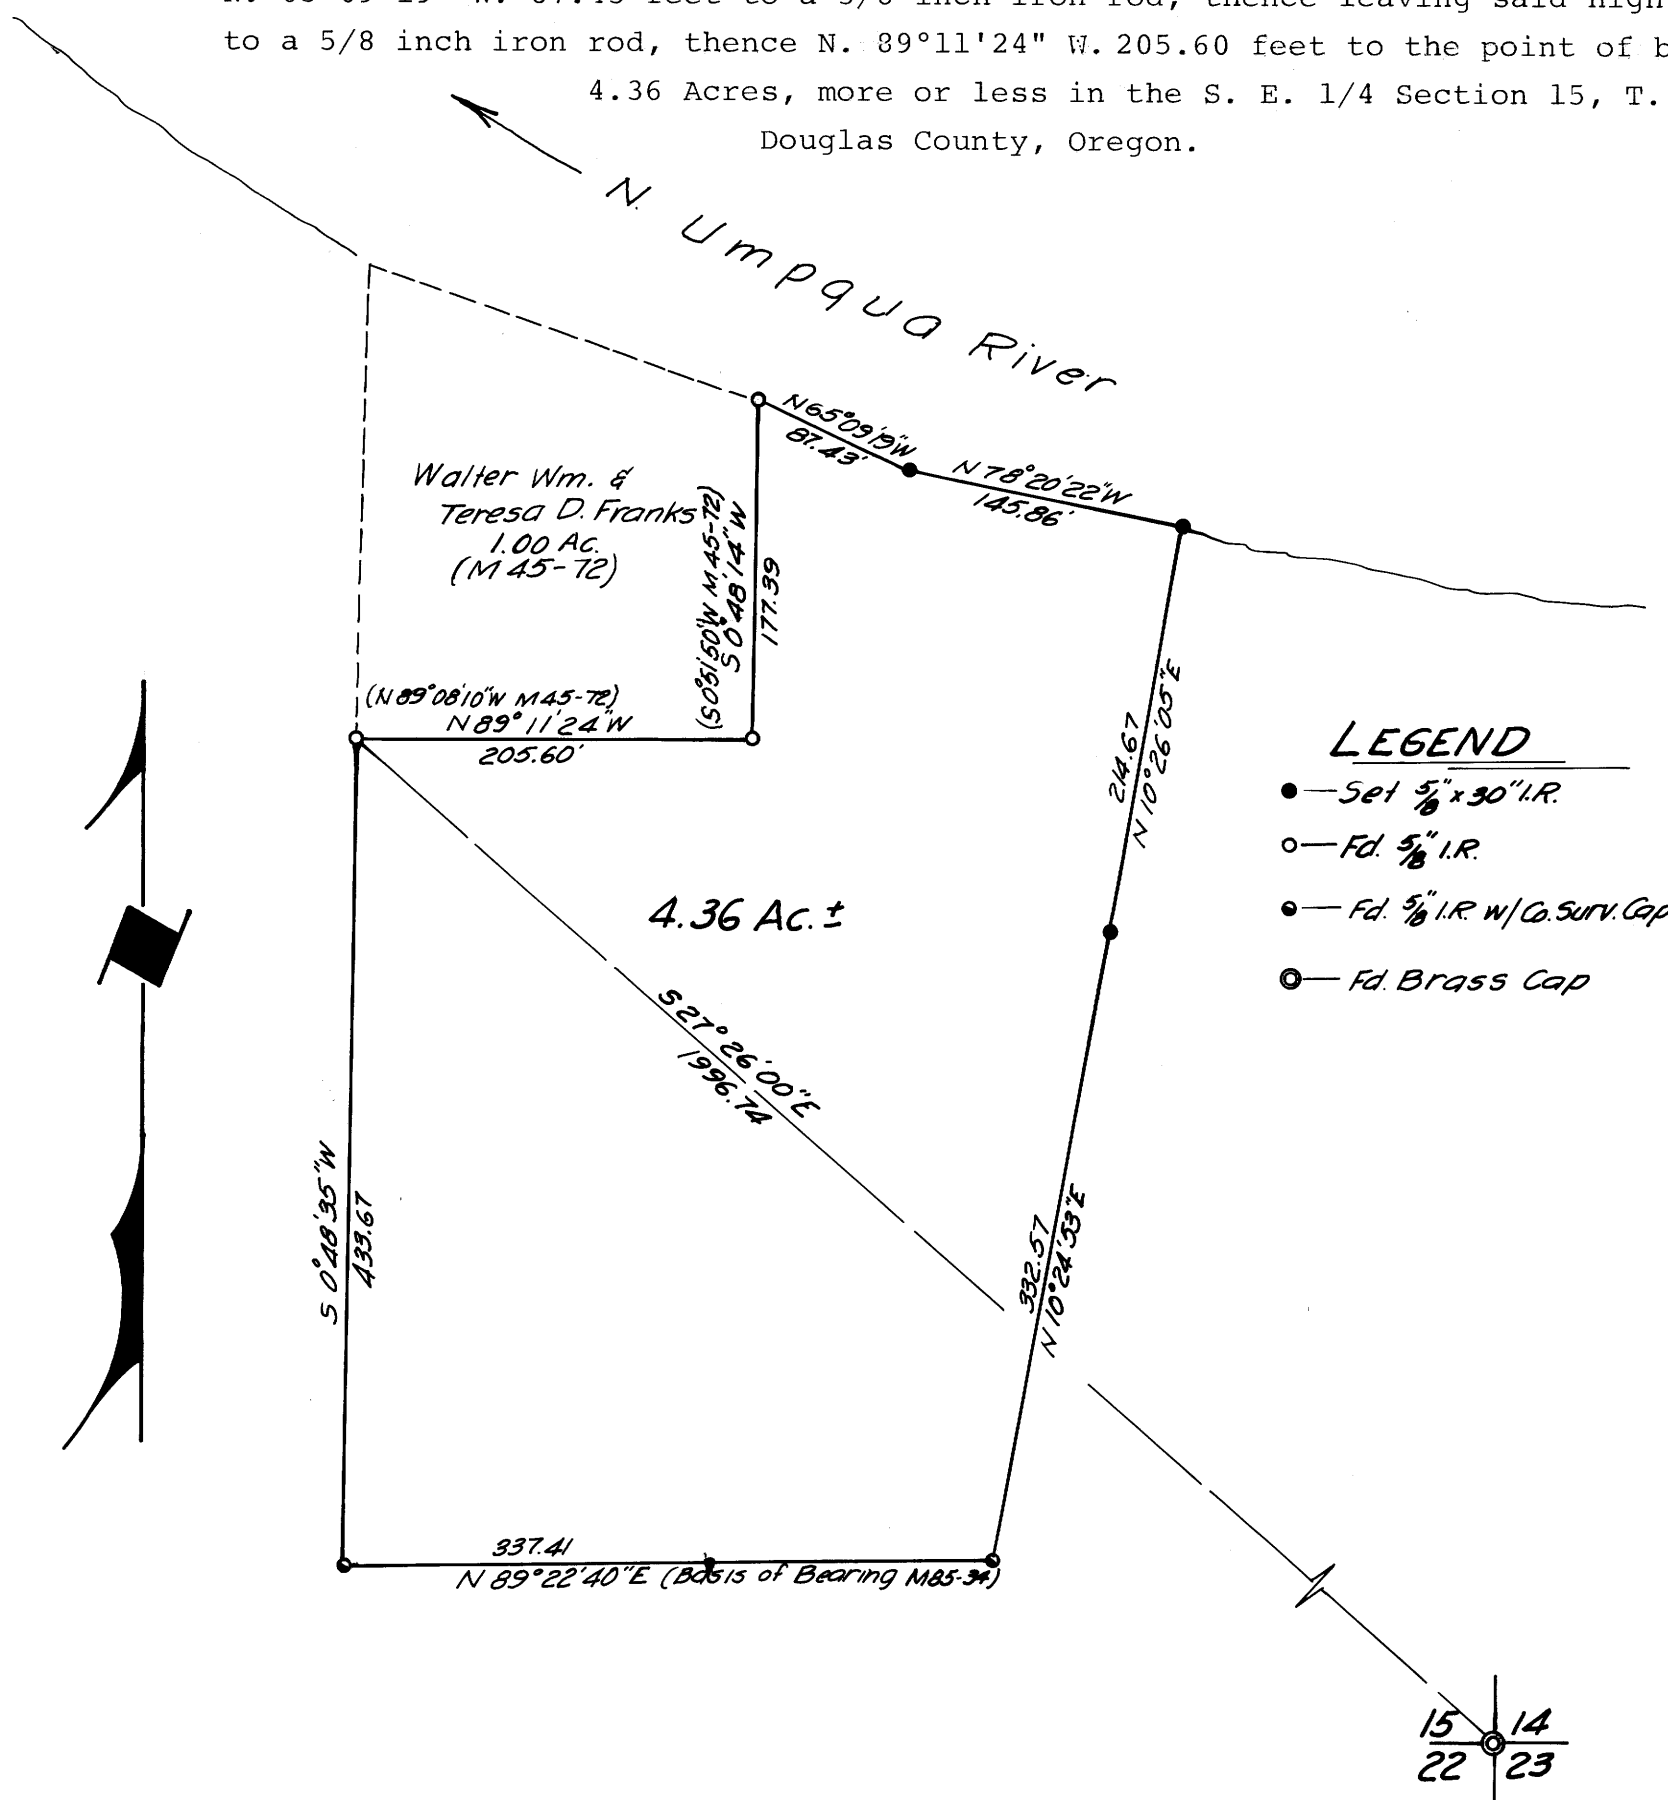 to a 5/8 inch iron rod, thence N. 89°11'24" W. 205.60 feet to the point of b
4.36 Acres, more or less in the S. E. 1/4 Section 15, T.
Douglas County, Oregon.
N. Umpqua River
N65°09'19"W
87.43'
N78°20'22"W
145.86'
Walter Wm. &
Teresa D. Franks
1.00 Ac.
(M45-72)
(S0°51'50"W M45-72)
S0°48'14"W
177.39
(N89°08'10"W M45-72)
N89°11'24"W
205.60'
214.67
N10°26'05"E
LEGEND
Set 5/8" x 30" I.R.
Fd. 5/8" I.R.
Fd. 5/8" I.R. w/Co. Surv. Cap
Fd. Brass Cap
4.36 Ac. ±
S27°26'00"E
1996.74
S0°48'35"W
433.67
332.57
N10°24'53"E
337.41
N89°22'40"E (Basis of Bearing M85-34)
15 14
22 23